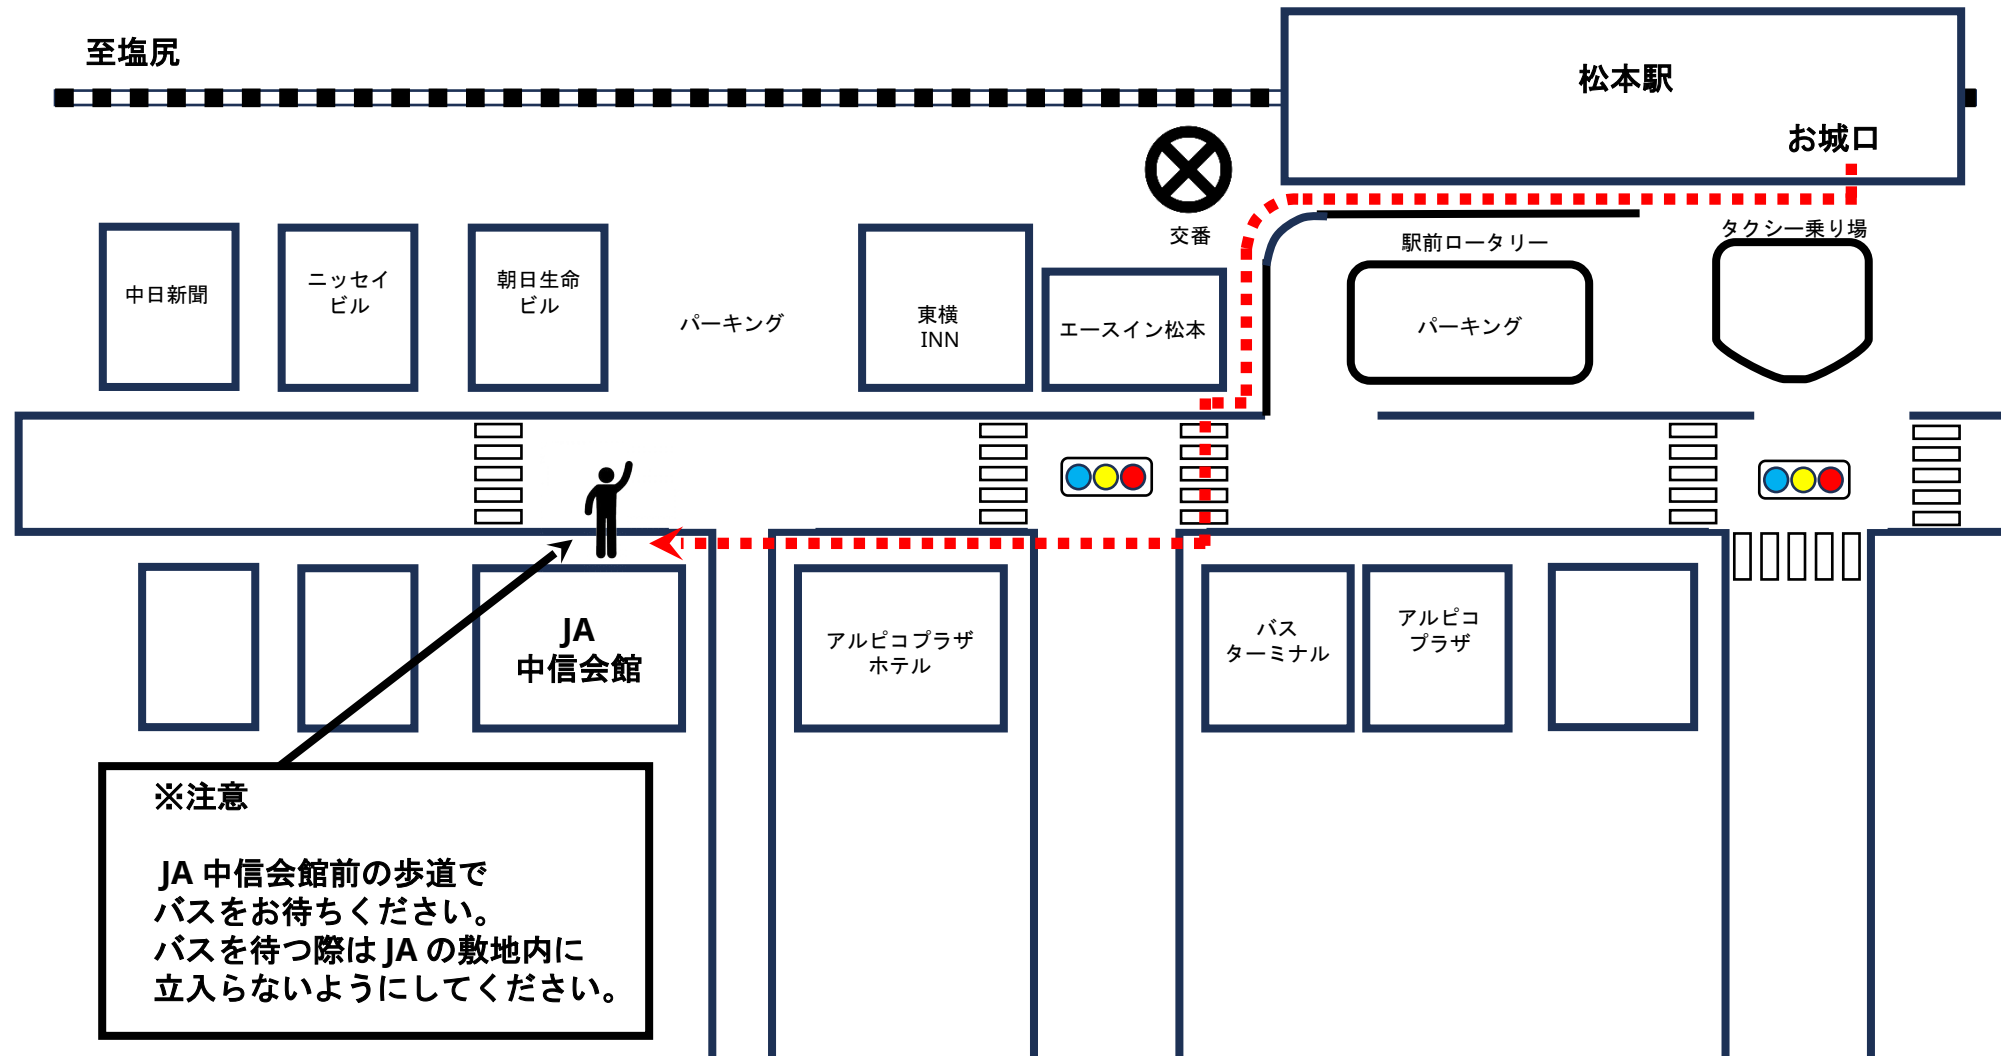 至塩尻
松本駅
お城口
交番
駅前ロータリー
タクシー乗り場
中日新聞
ニッセイ
ビル
朝日生命
ビル
パーキング
東横
INN
エースイン松本
パーキング
JA
中信会館
アルピコプラザ
ホテル
バス
ターミナル
アルピコ
プラザ
※注意
JA 中信会館前の歩道で
バスをお待ちください。
バスを待つ際は JA の敷地内に
立入らないようにしてください。